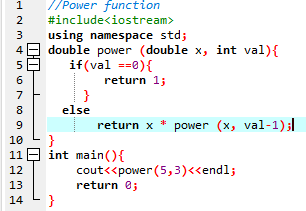 1 //Power function
2 #include<iostream>
3 using namespace std;
4 double power (double x, int val){
5 if(val ==0){
6 return 1;
7 }
8 else
9 return x * power (x, val-1);
10 }
11 int main(){
12 cout<<power(5,3)<<endl;
13 return 0;
14 }